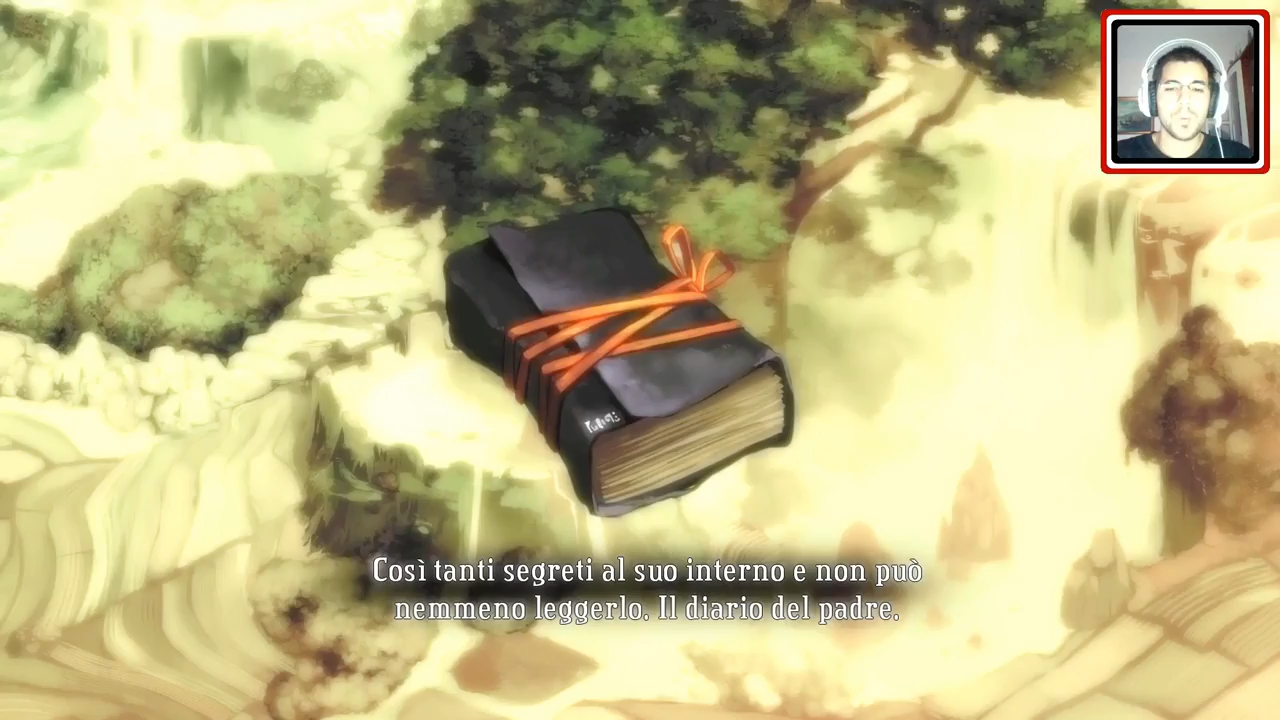 Così tanti segreti al suo interno e non può
nemmeno leggerlo. Il diario del padre.